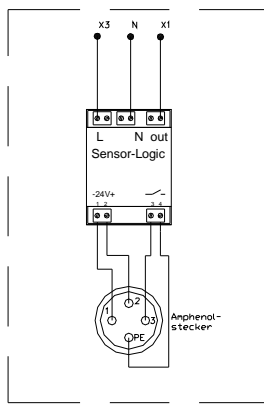 X3 N X1
L N out
Sensor-Logic
-24V+
1 2 3 4
2
1 3
Amphenol-
stecker
PE